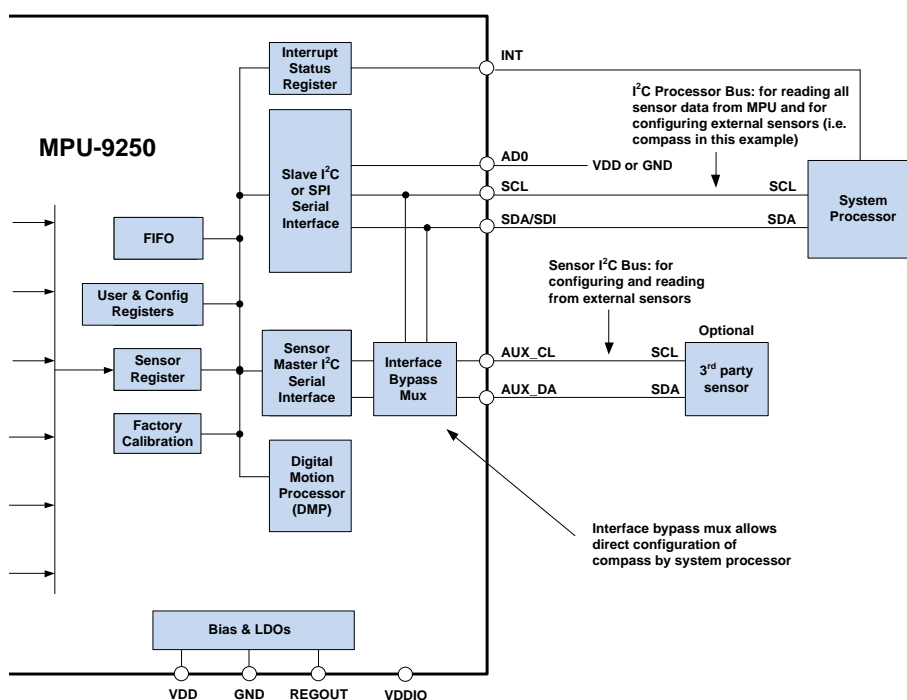 Interrupt
Status
Register
INT
I²C Processor Bus: for reading all
sensor data from MPU and for
configuring external sensors (i.e.
compass in this example)
MPU-9250
Slave I²C
or SPI
Serial
Interface
AD0
VDD or GND
SCL
SCL
SDA/SDI
SDA
System
Processor
FIFO
User & Config
Registers
Sensor I²C Bus: for
configuring and reading
from external sensors
Sensor
Register
Sensor
Master I²C
Serial
Interface
Interface
Bypass
Mux
AUX_CL
SCL
AUX_DA
SDA
Optional
3rd party
sensor
Factory
Calibration
Digital
Motion
Processor
(DMP)
Interface bypass mux allows
direct configuration of
compass by system processor
Bias & LDOs
VDD
GND
REGOUT
VDDIO